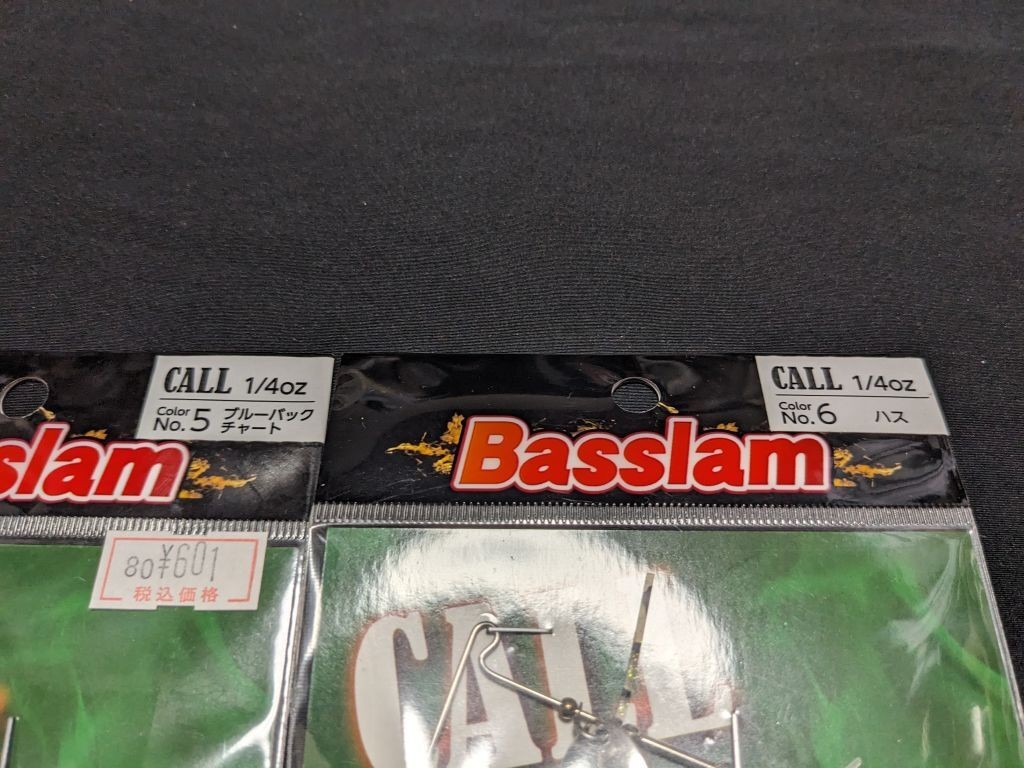 CALL 1/4oz
Color No. 5 ブルーバック
チャート
slam
80 ¥601
税込価格
CALL 1/4oz
Color No. 6 ハス
Basslam
CALL